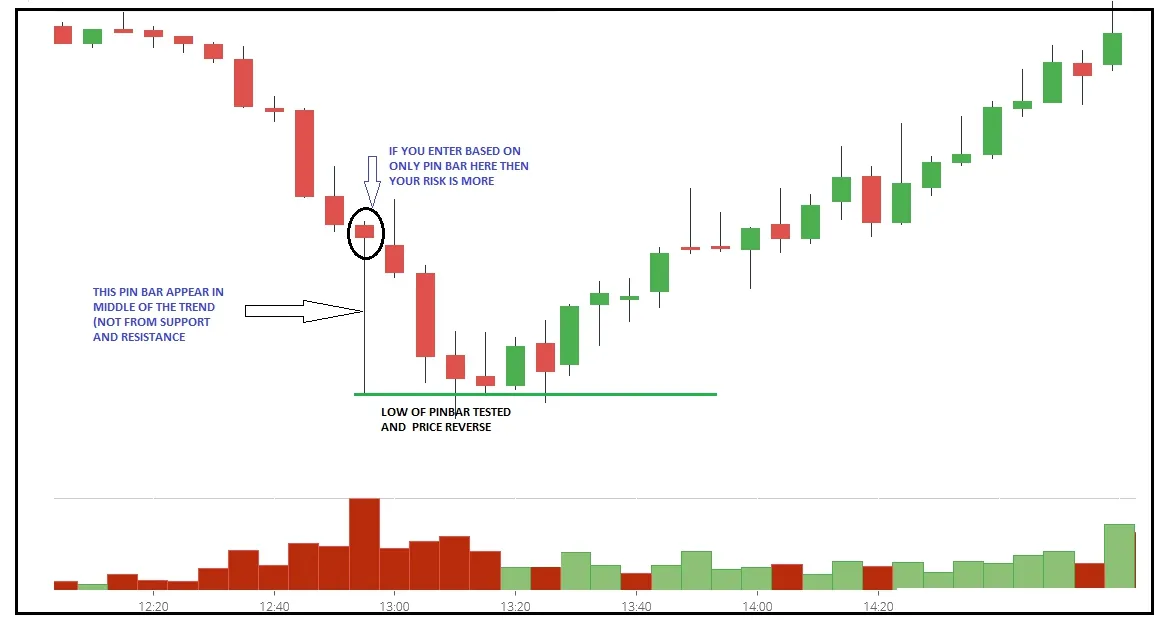 IF YOU ENTER BASED ON
ONLY PIN BAR HERE THEN
YOUR RISK IS MORE
THIS PIN BAR APPEAR IN
MIDDLE OF THE TREND
(NOT FROM SUPPORT
AND RESISTANCE
LOW OF PINBAR TESTED
AND PRICE REVERSE
12:20 12:40 13:00 13:20 13:40 14:00 14:20